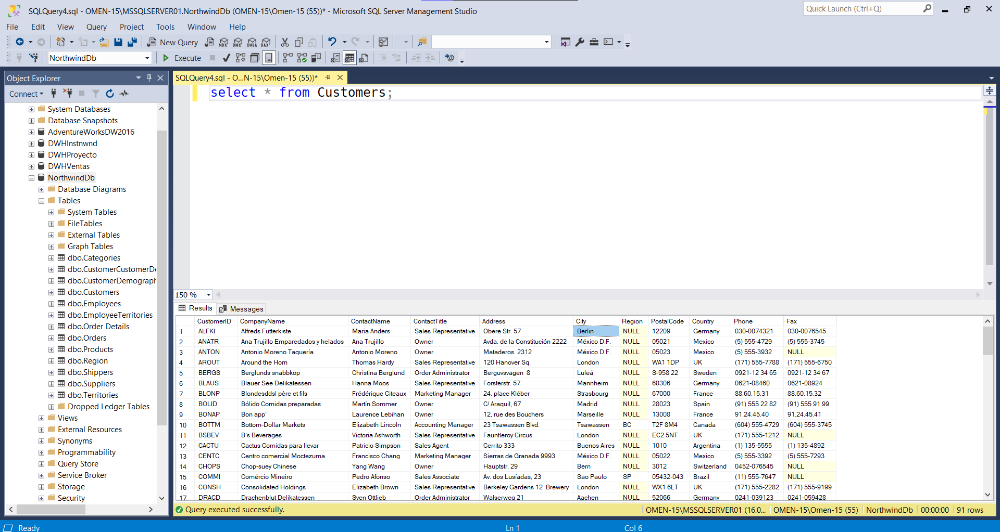 SQLQuery4.sql - OMEN-15\MSSQLSERVER01.NorthwindDb (OMEN-15\Omen-15 (55))* - Microsoft SQL Server Management Studio
Quick Launch (Ctrl+Q)
File Edit View Query Project Tools Window Help
New Query MDX DMX XMLA DAX
NorthwindDb Execute
Object Explorer
Connect
System Databases
Database Snapshots
AdventureWorksDW2016
DWHInstnwnd
DWHProyecto
DWHVentas
NorthwindDb
Database Diagrams
Tables
System Tables
FileTables
External Tables
Graph Tables
dbo.Categories
dbo.CustomerCustomerDe
dbo.CustomerDemograph
dbo.Customers
dbo.Employees
dbo.EmployeeTerritories
dbo.Order Details
dbo.Orders
dbo.Products
dbo.Region
dbo.Shippers
dbo.Suppliers
dbo.Territories
Dropped Ledger Tables
Views
External Resources
Synonyms
Programmability
Query Store
Service Broker
Storage
Security
SQLQuery4.sql - O...N-15\Omen-15 (55))*
select * from Customers;
150 %
Results Messages
CustomerID CompanyName ContactName ContactTitle Address City Region PostalCode Country Phone Fax
1 ALFKI Alfreds Futterkiste Maria Anders Sales Representative Obere Str. 57 Berlin NULL 12209 Germany 030-0074321 030-0076545
2 ANATR Ana Trujillo Emparedados y helados Ana Trujillo Owner Avda. de la Constitución 2222 México D.F. NULL 05021 Mexico (5) 555-4729 (5) 555-3745
3 ANTON Antonio Moreno Taquería Antonio Moreno Owner Mataderos  2312 México D.F. NULL 05023 Mexico (5) 555-3932 NULL
4 AROUT Around the Horn Thomas Hardy Sales Representative 120 Hanover Sq. London NULL WA1 1DP UK (171) 555-7788 (171) 555-6750
5 BERGS Berglunds snabbköp Christina Berglund Order Administrator Berguvsvägen  8 Luleå NULL S-958 22 Sweden 0921-12 34 65 0921-12 34 67
6 BLAUS Blauer See Delikatessen Hanna Moos Sales Representative Forsterstr. 57 Mannheim NULL 68306 Germany 0621-08460 0621-08924
7 BLONP Blondesddsl père et fils Frédérique Citeaux Marketing Manager 24, place Kléber Strasbourg NULL 67000 France 88.60.15.31 88.60.15.32
8 BOLID Bólido Comidas preparadas Martín Sommer Owner C/ Araquil, 67 Madrid NULL 28023 Spain (91) 555 22 82 (91) 555 91 99
9 BONAP Bon app' Laurence Lebihan Owner 12, rue des Bouchers Marseille NULL 13008 France 91.24.45.40 91.24.45.41
10 BOTTM Bottom-Dollar Markets Elizabeth Lincoln Accounting Manager 23 Tsawassen Blvd. Tsawassen BC T2F 8M4 Canada (604) 555-4729 (604) 555-3745
11 BSBEV B's Beverages Victoria Ashworth Sales Representative Fauntleroy Circus London NULL EC2 5NT UK (171) 555-1212 NULL
12 CACTU Cactus Comidas para llevar Patricio Simpson Sales Agent Cerrito 333 Buenos Aires NULL 1010 Argentina (1) 135-5555 (1) 135-4892
13 CENTC Centro comercial Moctezuma Francisco Chang Marketing Manager Sierras de Granada 9993 México D.F. NULL 05022 Mexico (5) 555-3392 (5) 555-7293
14 CHOPS Chop-suey Chinese Yang Wang Owner Hauptstr. 29 Bern NULL 3012 Switzerland 0452-076545 NULL
15 COMMI Comércio Mineiro Pedro Afonso Sales Associate Av. dos Lusíadas, 23 Sao Paulo SP 05432-043 Brazil (11) 555-7647 NULL
16 CONSH Consolidated Holdings Elizabeth Brown Sales Representative Berkeley Gardens 12  Brewery London NULL WX1 6LT UK (171) 555-2282 (171) 555-9199
17 DRACD Drachenblut Delikatessen Sven Ottlieb Order Administrator Walserweg 21 Aachen NULL 52066 Germany 0241-039123 0241-059428
Query executed successfully. OMEN-15\MSSQLSERVER01 (16.0... OMEN-15\Omen-15 (55) NorthwindDb 00:00:00 91 rows
Ready Ln 1 Col 6